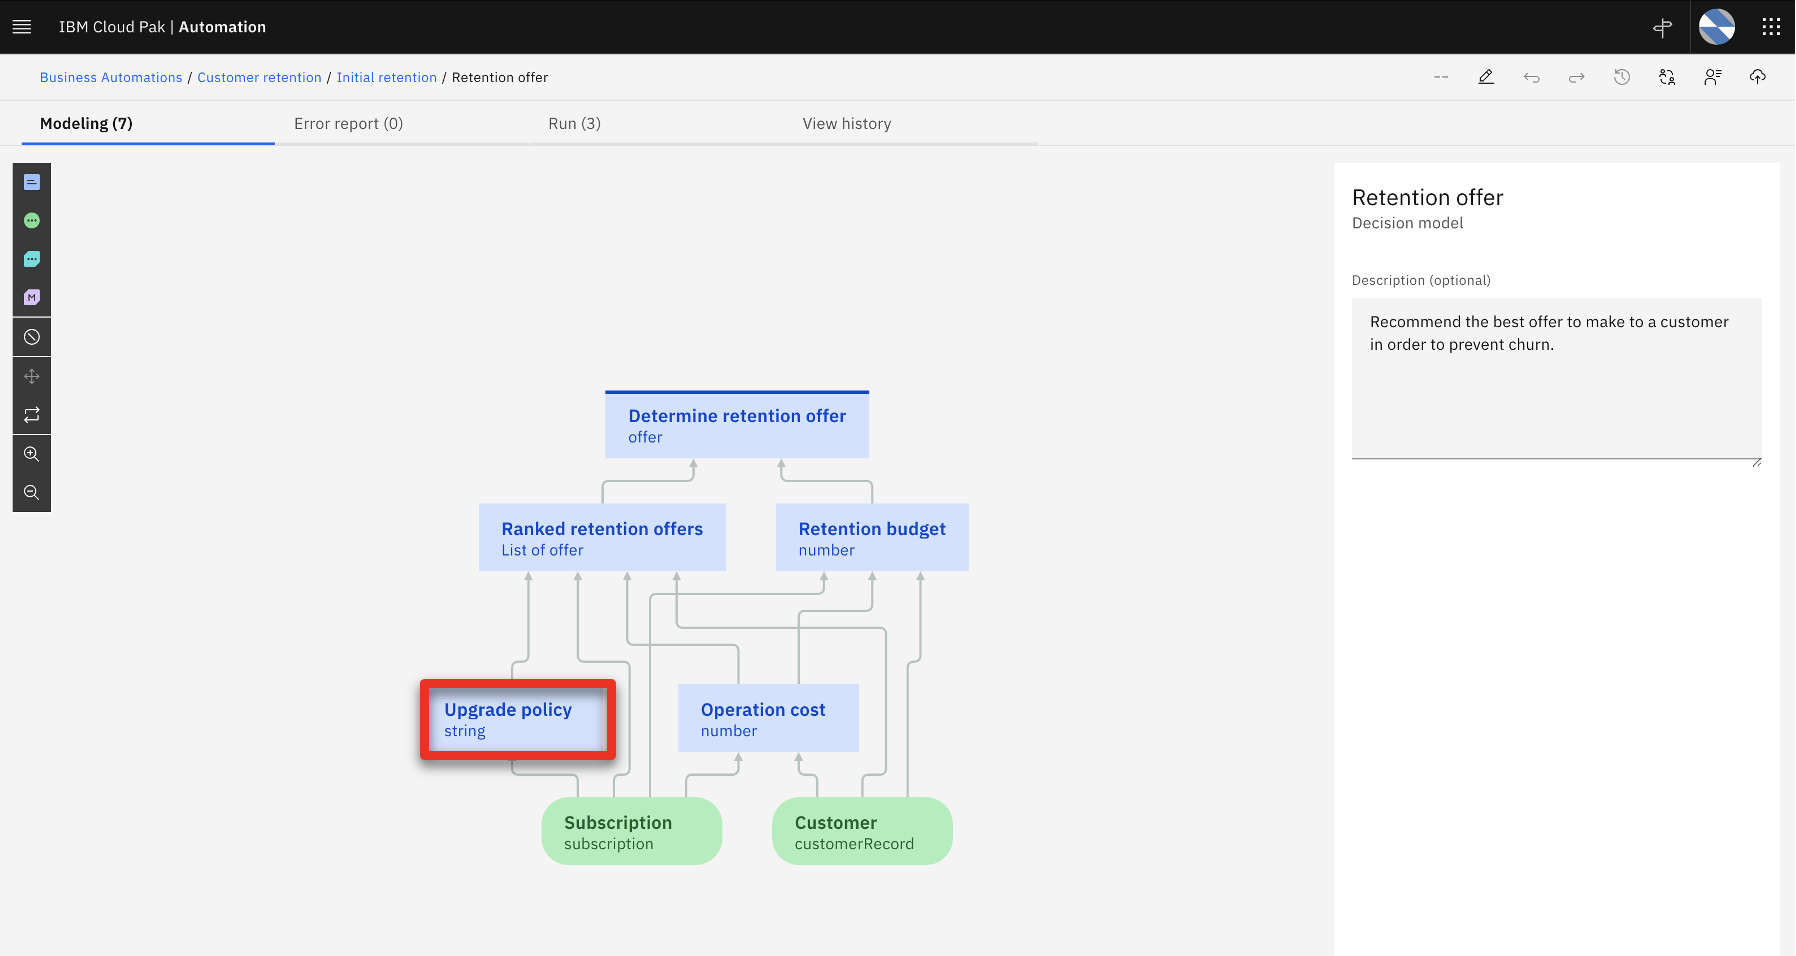 IBM Cloud Pak | Automation
Business Automations / Customer retention / Initial retention / Retention offer
--
Modeling (7)
Error report (0)
Run (3)
View history
M
Retention offer
Decision model
Description (optional)
Recommend the best offer to make to a customer
in order to prevent churn.
Determine retention offer
offer
Ranked retention offers
List of offer
Retention budget
number
Upgrade policy
string
Operation cost
number
Subscription
subscription
Customer
customerRecord